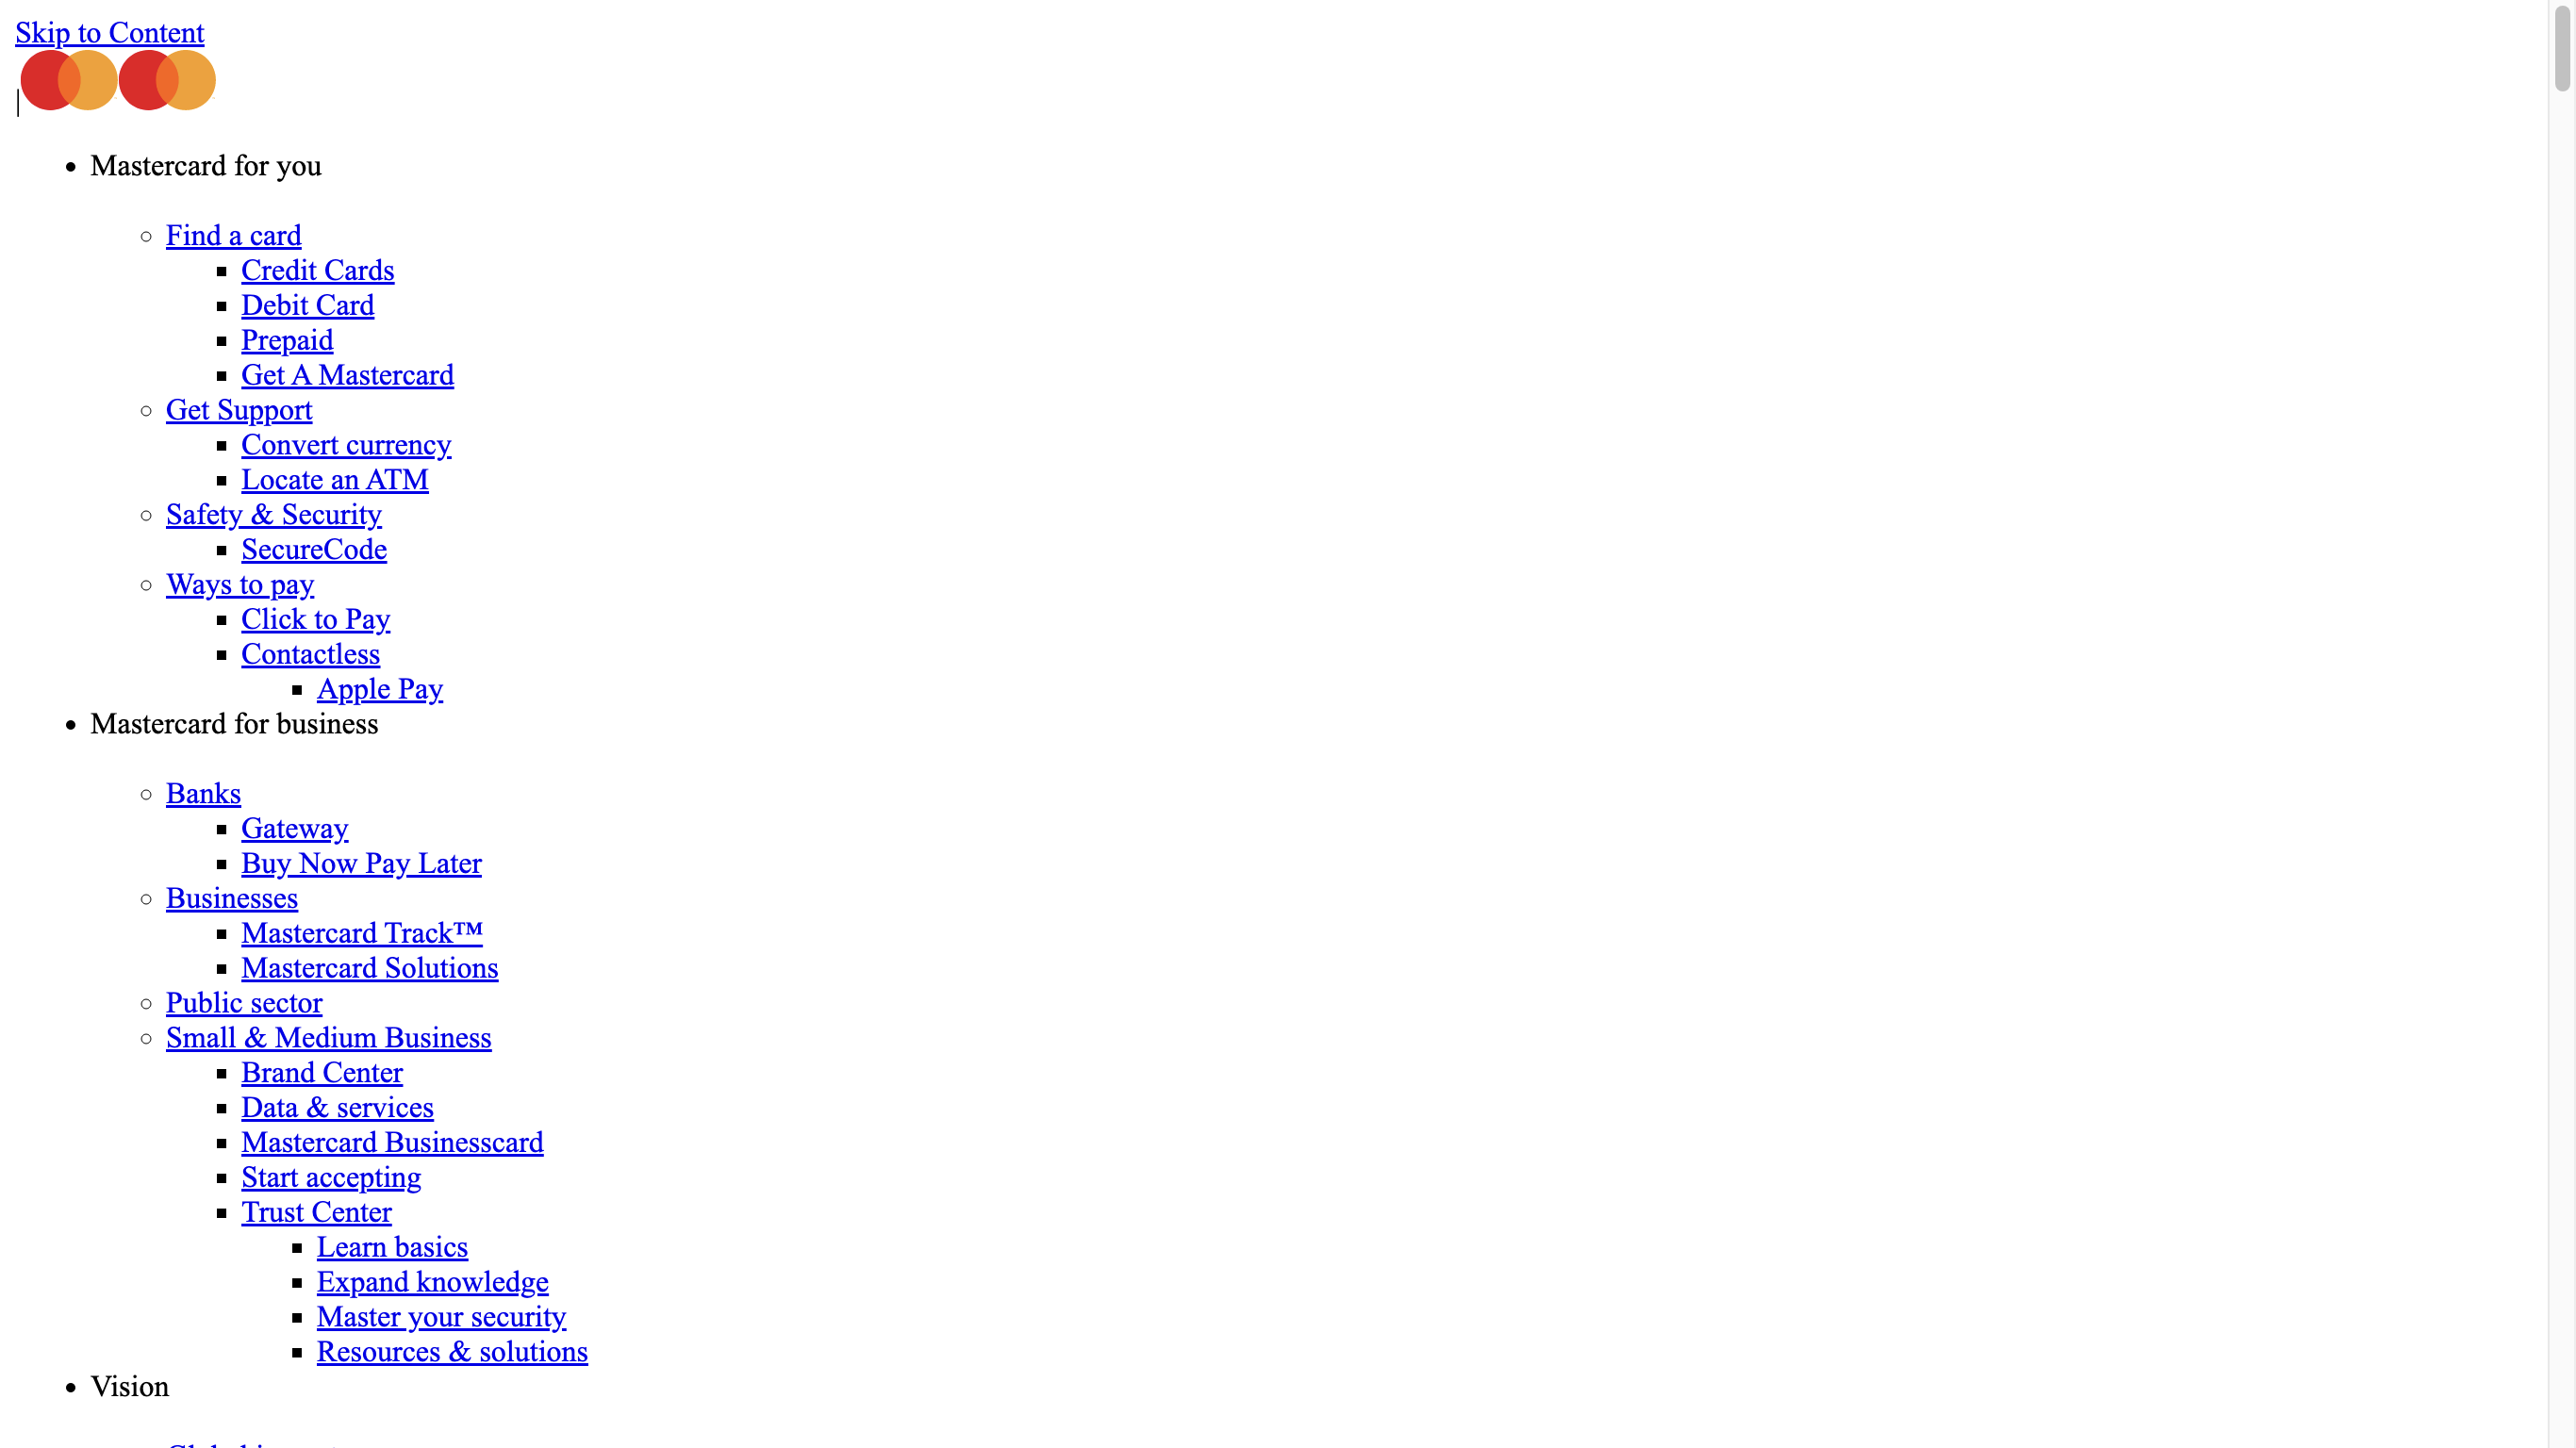 Skip to Content
|
Mastercard for you
Find a card
Credit Cards
Debit Card
Prepaid
Get A Mastercard
Get Support
Convert currency
Locate an ATM
Safety & Security
SecureCode
Ways to pay
Click to Pay
Contactless
Apple Pay
Mastercard for business
Banks
Gateway
Buy Now Pay Later
Businesses
Mastercard Track™
Mastercard Solutions
Public sector
Small & Medium Business
Brand Center
Data & services
Mastercard Businesscard
Start accepting
Trust Center
Learn basics
Expand knowledge
Master your security
Resources & solutions
Vision